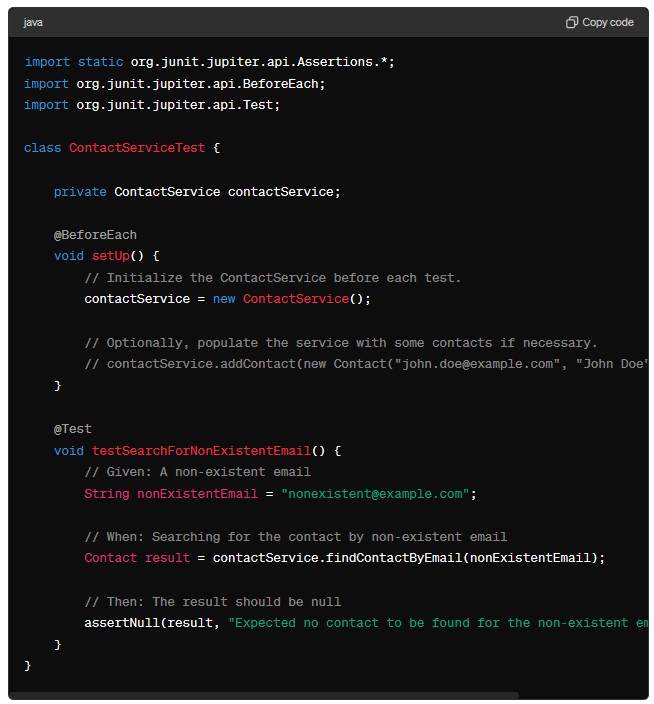 java
Copy code
import static org.junit.jupiter.api.Assertions.*;
import org.junit.jupiter.api.BeforeEach;
import org.junit.jupiter.api.Test;
class ContactServiceTest {
private ContactService contactService;
@BeforeEach
void setUp() {
// Initialize the ContactService before each test.
contactService = new ContactService();
// Optionally, populate the service with some contacts if necessary.
// contactService.addContact(new Contact("john.doe@example.com", "John Doe"
}
@Test
void testSearchForNonExistentEmail() {
// Given: A non-existent email
String nonExistentEmail = "nonexistent@example.com";
// When: Searching for the contact by non-existent email
Contact result = contactService.findContactByEmail(nonExistentEmail);
// Then: The result should be null
assertNull(result, "Expected no contact to be found for the non-existent
}
}